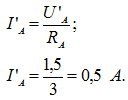 I'_A = U'_A / R_A ;
I'_A = 1,5 / 3 = 0,5 A.